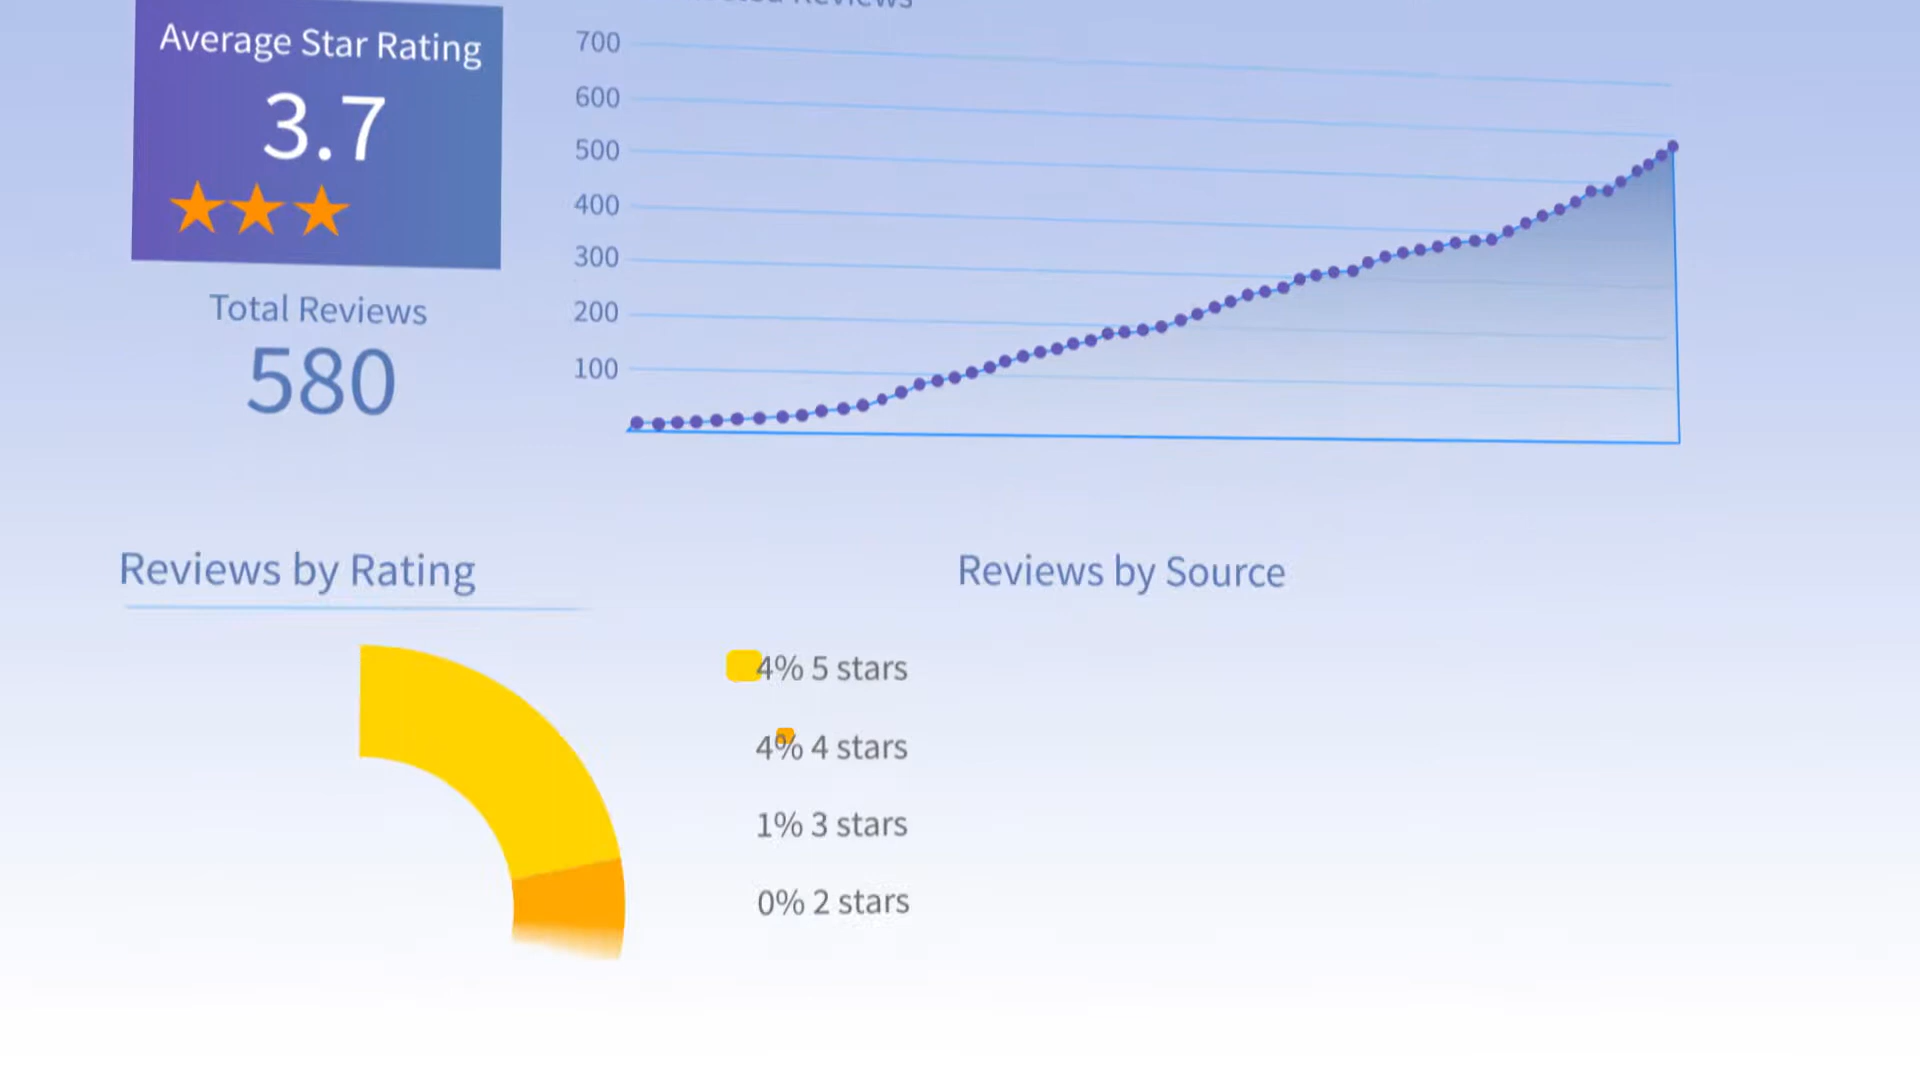 Reviews
Average Star Rating
3.7
Total Reviews
580
700
600
500
400
300
200
100
Reviews by Rating
4% 5 stars
4% 4 stars
1% 3 stars
0% 2 stars
Reviews by Source